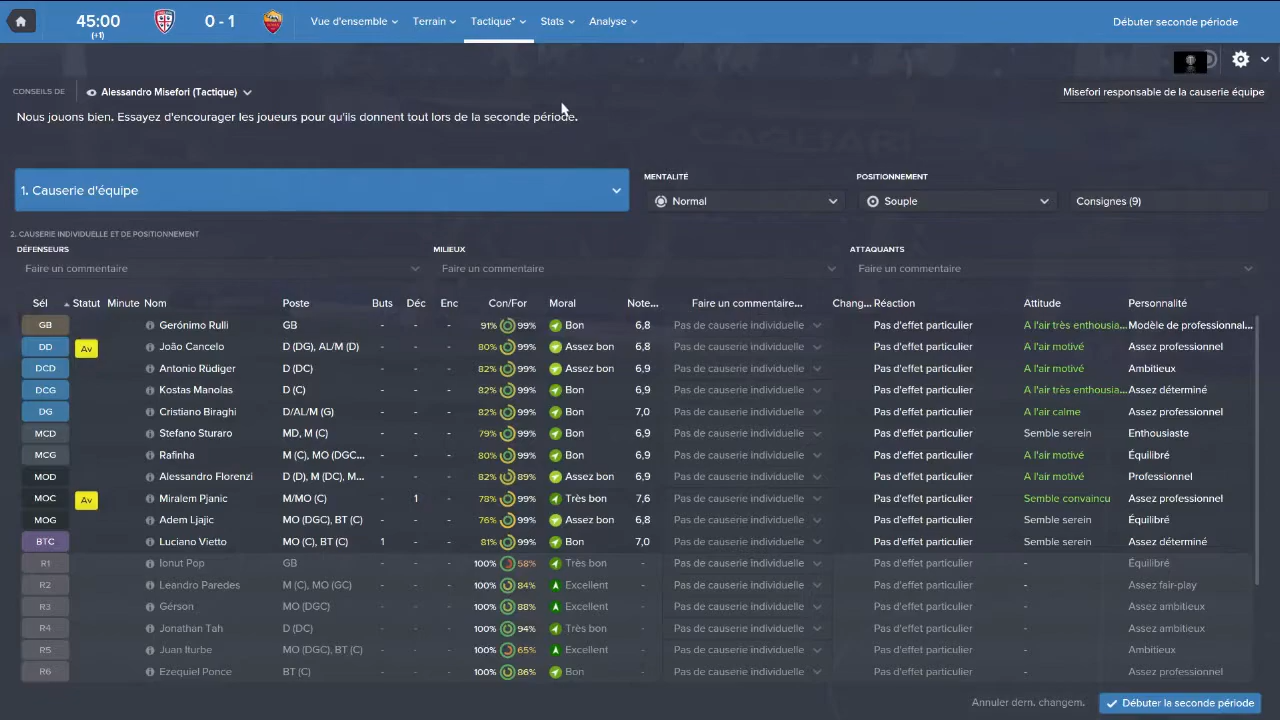 45:00 0 - 1 Vue d'ensemble Terrain Tactique* Stats Analyse Débuter seconde période
(+1)
CONSEILS DE Alessandro Misefori (Tactique) Misefori responsable de la causerie équipe
Nous jouons bien. Essayez d'encourager les joueurs pour qu'ils donnent tout lors de la seconde période.
MENTALITÉ POSITIONNEMENT
1. Causerie d'équipe Normal Souple Consignes (9)
2. CAUSERIE INDIVIDUELLE ET DE POSITIONNEMENT
DÉFENSEURS MILIEUX ATTAQUANTS
Faire un commentaire Faire un commentaire Faire un commentaire
Sél Statut Minute Nom Poste Buts Déc Enc Con/For Moral Note... Faire un commentaire... Chang... Réaction Attitude Personnalité
GB Gerónimo Rulli GB - - - 91% 99% Bon 6,8 Pas de causerie individuelle Pas d'effet particulier A l'air très enthousia... Modèle de professionnal...
DD Av João Cancelo D (DG), AL/M (D) - - - 80% 99% Assez bon 6,8 Pas de causerie individuelle Pas d'effet particulier A l'air motivé Assez professionnel
DCD Antonio Rüdiger D (DC) - - - 82% 99% Assez bon 6,9 Pas de causerie individuelle Pas d'effet particulier A l'air motivé Ambitieux
DCG Kostas Manolas D (C) - - - 82% 99% Bon 6,9 Pas de causerie individuelle Pas d'effet particulier A l'air très enthousia... Assez déterminé
DG Cristiano Biraghi D/AL/M (G) - - - 82% 99% Bon 7,0 Pas de causerie individuelle Pas d'effet particulier A l'air calme Assez professionnel
MCD Stefano Sturaro MD, M (C) - - - 79% 99% Bon 6,9 Pas de causerie individuelle Pas d'effet particulier Semble serein Enthousiaste
MCG Rafinha M (C), MO (DGC... - - - 80% 99% Bon 6,9 Pas de causerie individuelle Pas d'effet particulier A l'air motivé Équilibré
MOD Alessandro Florenzi D (D), M (DC), M... - - - 82% 89% Assez bon 6,9 Pas de causerie individuelle Pas d'effet particulier A l'air motivé Professionnel
MOC Av Miralem Pjanic M/MO (C) - 1 - 78% 99% Très bon 7,6 Pas de causerie individuelle Pas d'effet particulier Semble convaincu Assez professionnel
MOG Adem Ljajic MO (DGC), BT (C) - - - 76% 99% Assez bon 6,8 Pas de causerie individuelle Pas d'effet particulier Semble serein Équilibré
BTC Luciano Vietto MO (C), BT (C) 1 - - 81% 99% Bon 7,0 Pas de causerie individuelle Pas d'effet particulier Semble serein Assez déterminé
R1 Ionut Pop GB - - - 100% 58% Très bon - Pas de causerie individuelle Pas d'effet particulier - Équilibré
R2 Leandro Paredes M (C), MO (GC) - - - 100% 84% Excellent - Pas de causerie individuelle Pas d'effet particulier - Assez fair-play
R3 Gérson MO (DGC) - - - 100% 88% Excellent - Pas de causerie individuelle Pas d'effet particulier - Assez ambitieux
R4 Jonathan Tah D (DC) - - - 100% 94% Très bon - Pas de causerie individuelle Pas d'effet particulier - Assez ambitieux
R5 Juan Iturbe MO (DGC), BT (C) - - - 100% 65% Excellent - Pas de causerie individuelle Pas d'effet particulier - Ambitieux
R6 Ezequiel Ponce BT (C) - - - 100% 86% Bon - Pas de causerie individuelle Pas d'effet particulier - Assez professionnel
Annuler dern. changem. Débuter la seconde période